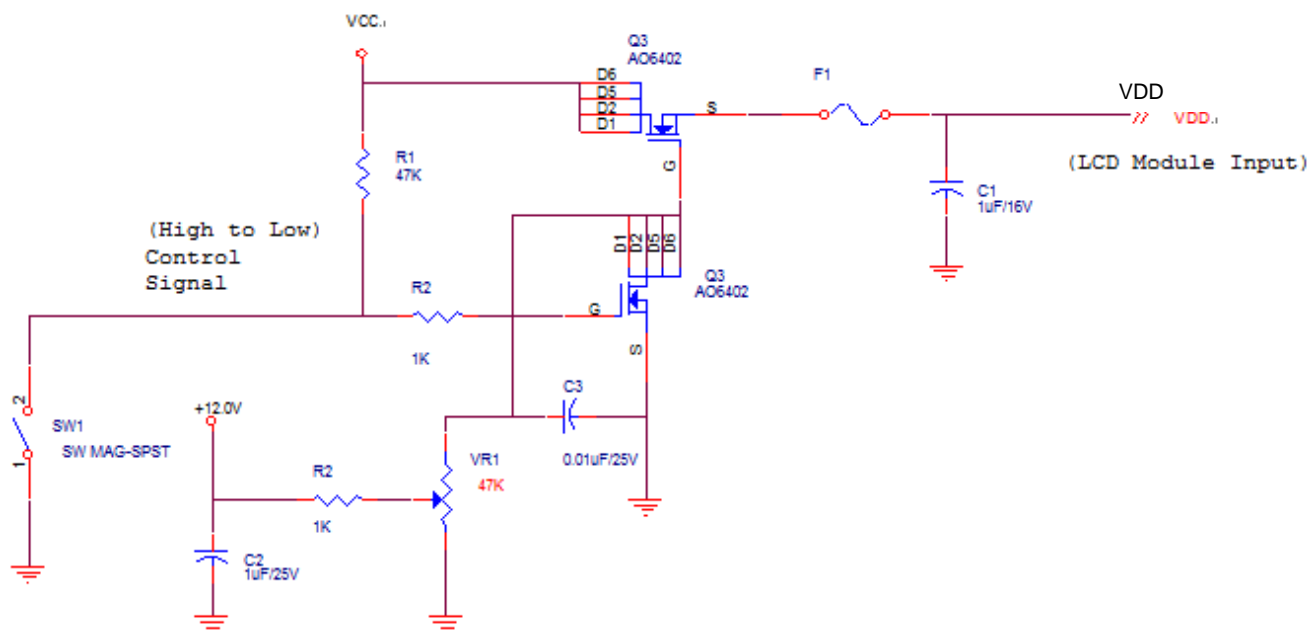 VCC.
Q3
AO6402
D6
D5
D2
D1
S
G
F1
VDD
VDD.
(LCD Module Input)
R1
47K
C1
1uF/16V
(High to Low)
Control
Signal
D1
D2
D5
D6
Q3
AO6402
R2
1K
G
S
2
1
SW1
SW MAG-SPST
+12.0V
C3
0.01uF/25V
R2
1K
VR1
47K
C2
1uF/25V